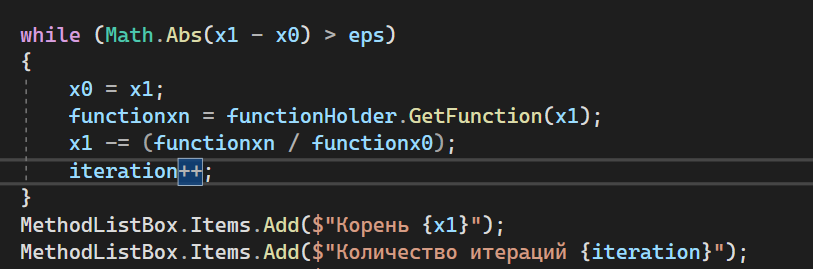 while (Math.Abs(x1 - x0) > eps)
{
x0 = x1;
functionxn = functionHolder.GetFunction(x1);
x1 -= (functionxn / functionx0);
iteration++;
}
MethodListBox.Items.Add($"Корень {x1}");
MethodListBox.Items.Add($"Количество итераций {iteration}");